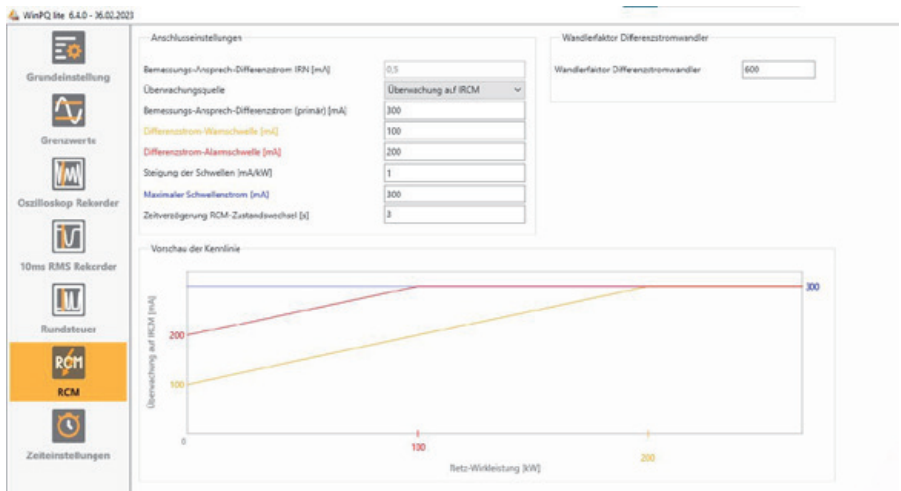 WinPQ lite 6.4.0 - 16.02.2023
Grundeinstellung
Grenzwerte
Oszilloskop Rekorder
10ms RMS Rekorder
Rundsteuer
RCM
RCM
Zeiteinstellungen
Anschlusseinstellungen
Bemessungs-Ansprech-Differenzstrom IRN [mA] 0,5
Überwachungsquelle Überwachung auf IRCM
Bemessungs-Ansprech-Differenzstrom (primär) [mA] 300
Differenzstrom-Warnschwelle [mA] 100
Differenzstrom-Alarmschwelle [mA] 200
Steigung der Schwellen [mA/kW] 1
Maximaler Schwellenstrom [mA] 300
Zeitverzögerung RCM-Zustandswechsel [s] 3
Wandlerfaktor Differenzstromwandler
Wandlerfaktor Differenzstromwandler 600
Vorschau der Kennlinie
Überwachung auf IRCM [mA]
300
200
100
0
100
200
Netz-Wirkleistung [kW]